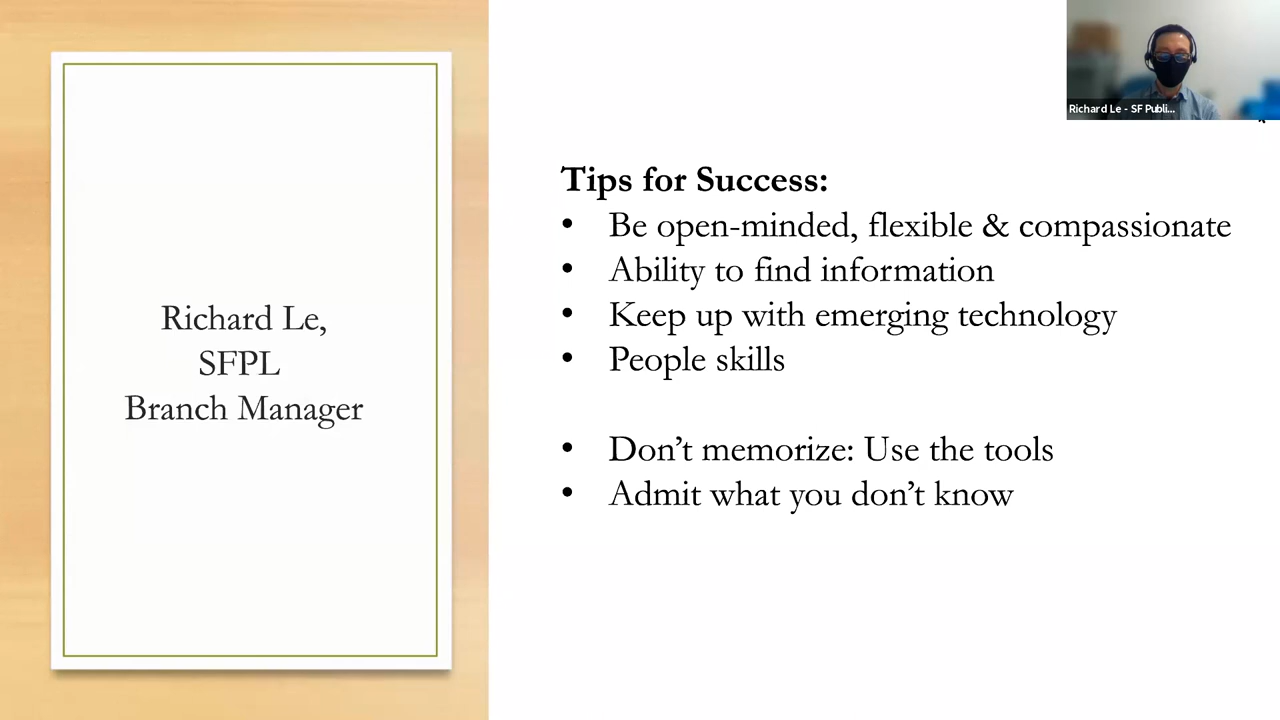 Richard Le,
SFPL
Branch Manager
Tips for Success:
• Be open-minded, flexible & compassionate
• Ability to find information
• Keep up with emerging technology
• People skills
• Don’t memorize: Use the tools
• Admit what you don’t know
Richard Le - SF Publi...